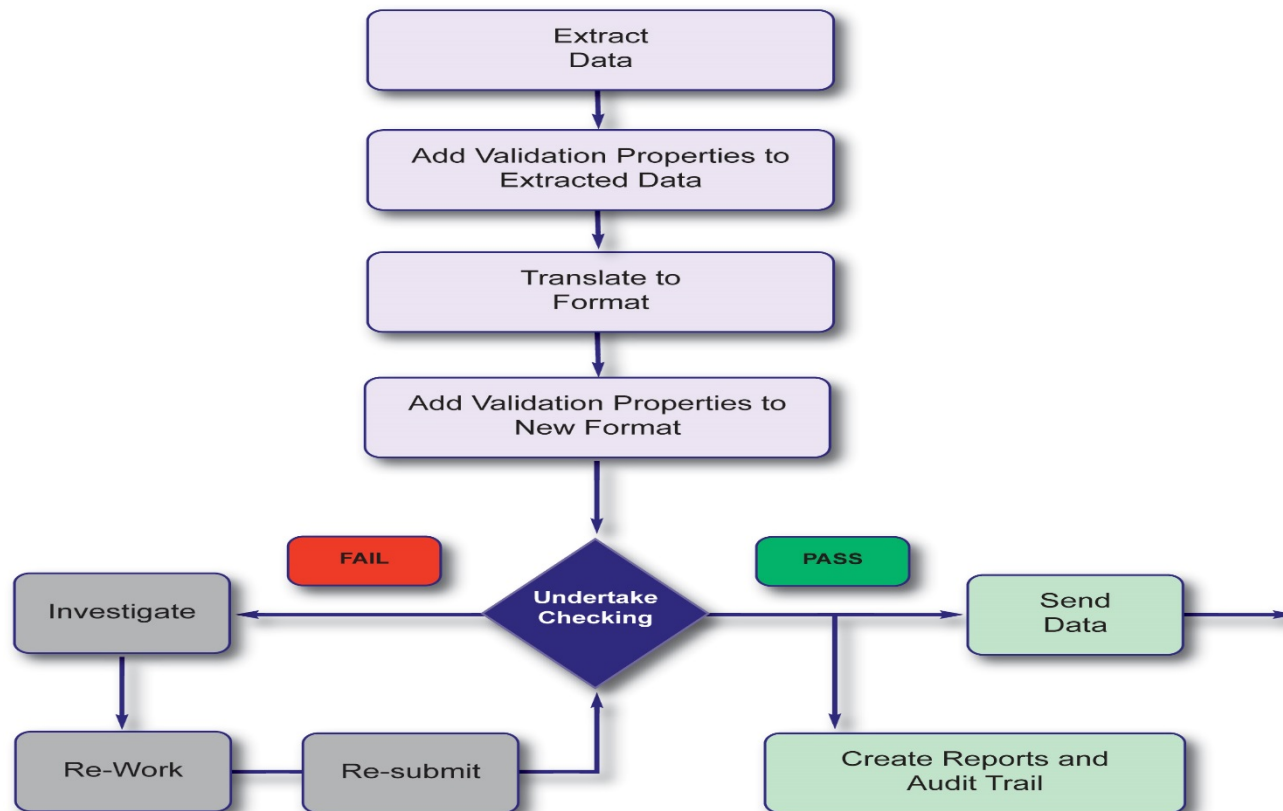 Extract
Data
Add Validation Properties to
Extracted Data
Translate to
Format
Add Validation Properties to
New Format
FAIL
PASS
Undertake
Checking
Investigate
Send
Data
Re-Work
Re-submit
Create Reports and
Audit Trail